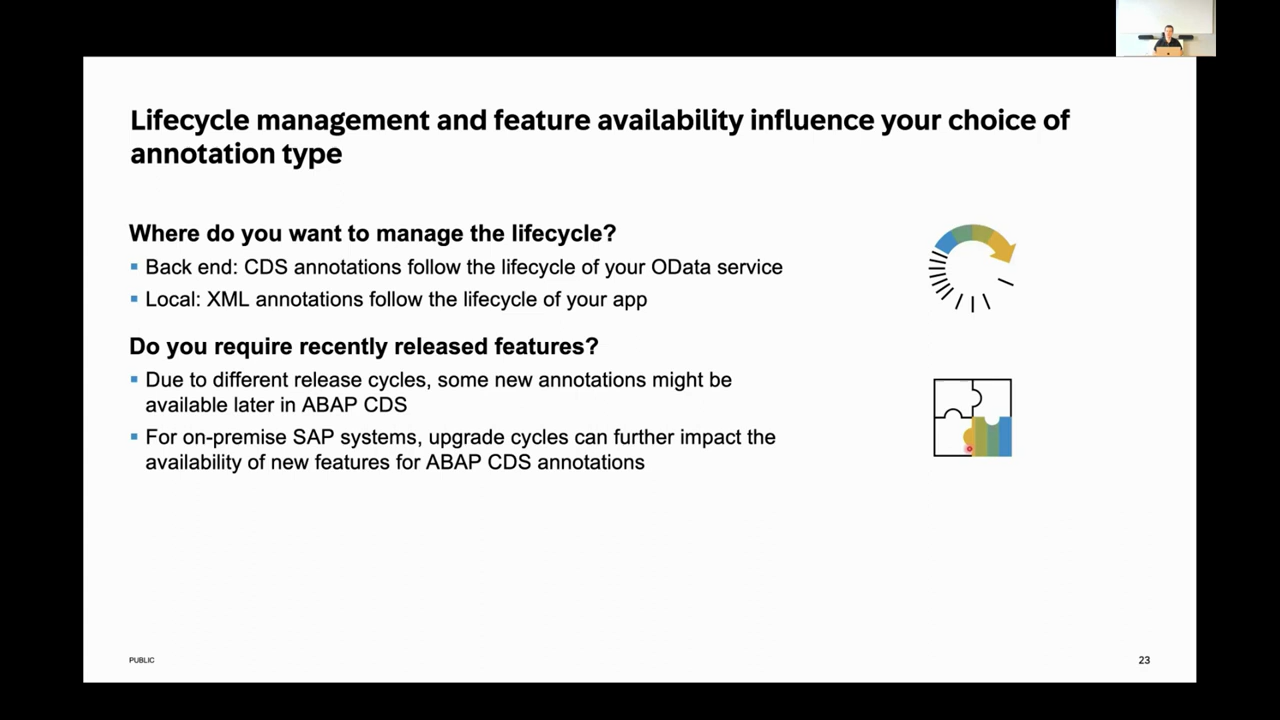 Lifecycle management and feature availability influence your choice of
annotation type
Where do you want to manage the lifecycle?
▪ Back end: CDS annotations follow the lifecycle of your OData service
▪ Local: XML annotations follow the lifecycle of your app
Do you require recently released features?
▪ Due to different release cycles, some new annotations might be
available later in ABAP CDS
▪ For on-premise SAP systems, upgrade cycles can further impact the
availability of new features for ABAP CDS annotations
PUBLIC
23